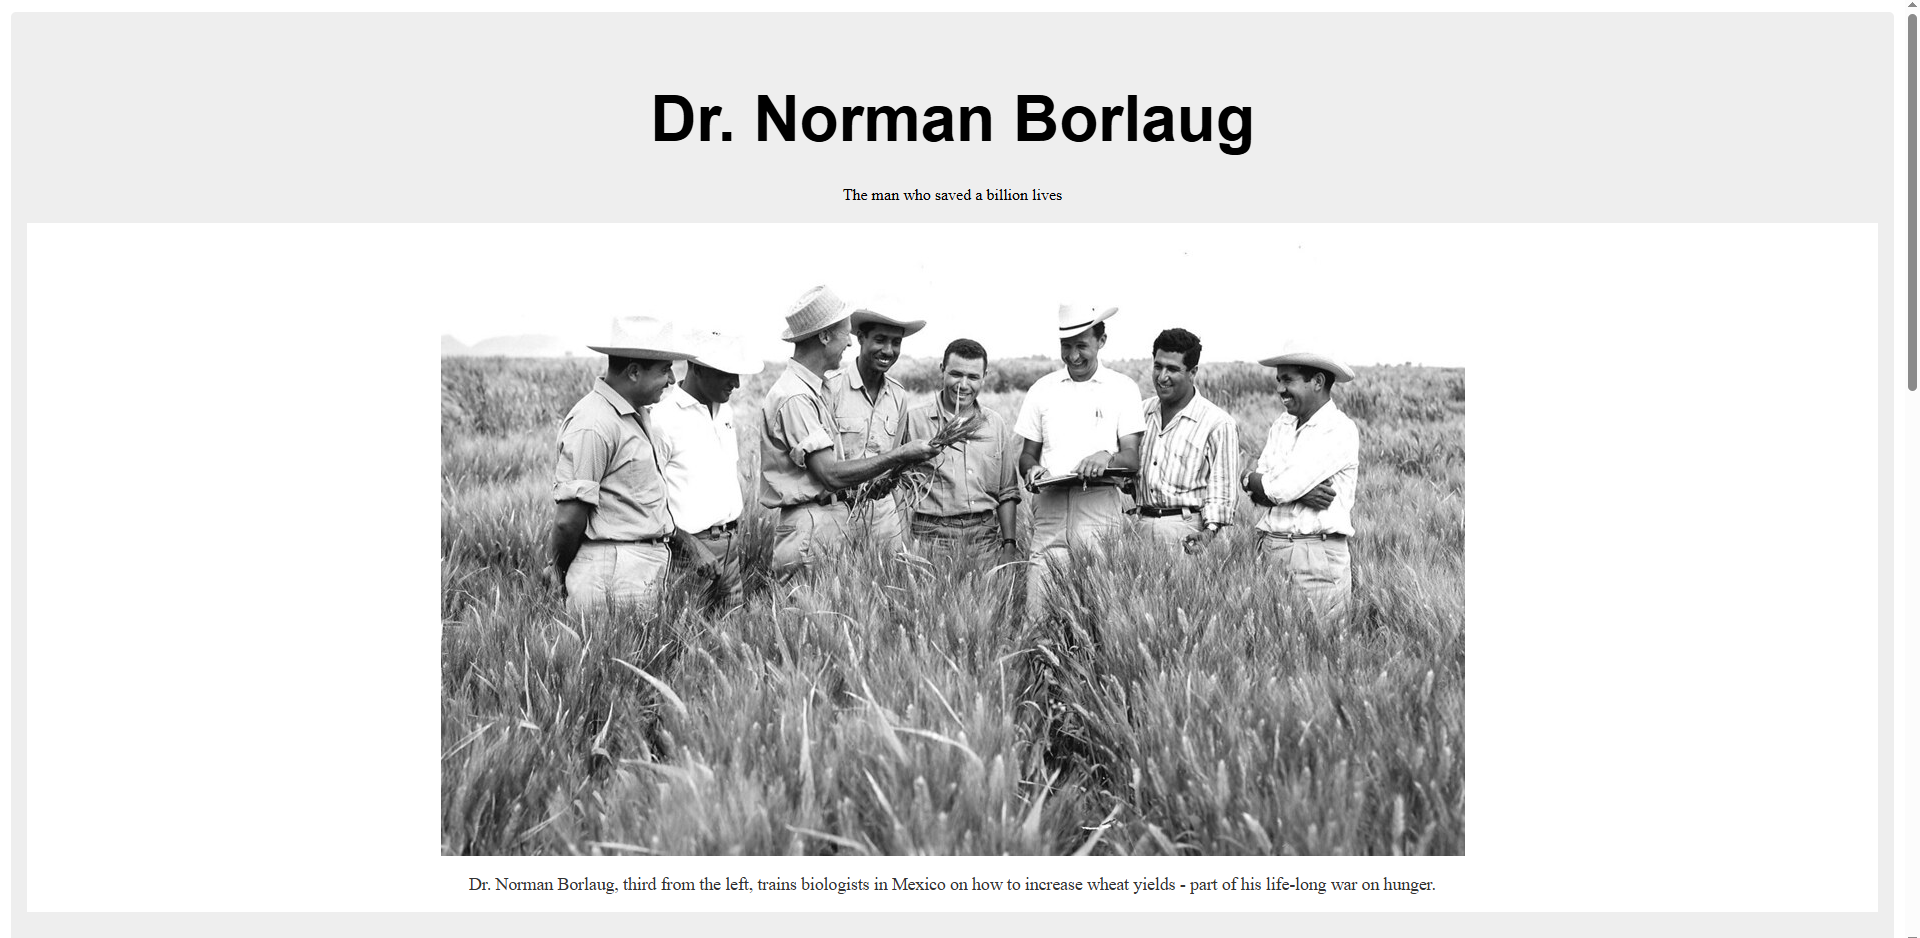 Dr. Norman Borlaug
The man who saved a billion lives
Dr. Norman Borlaug, third from the left, trains biologists in Mexico on how to increase wheat yields - part of his life-long war on hunger.